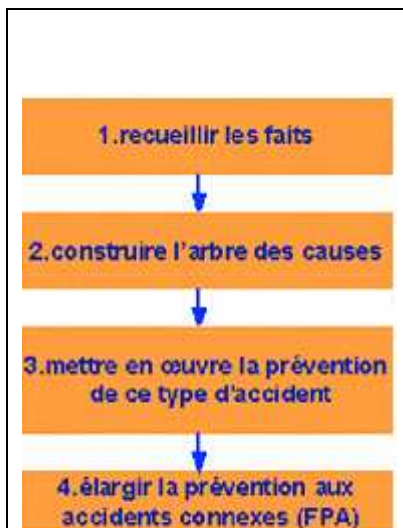 1.recueillir les faits
2.construire l'arbre des causes
3.mettre en œuvre la prévention
de ce type d'accident
4.élargir la prévention aux
accidents connexes (FPA)